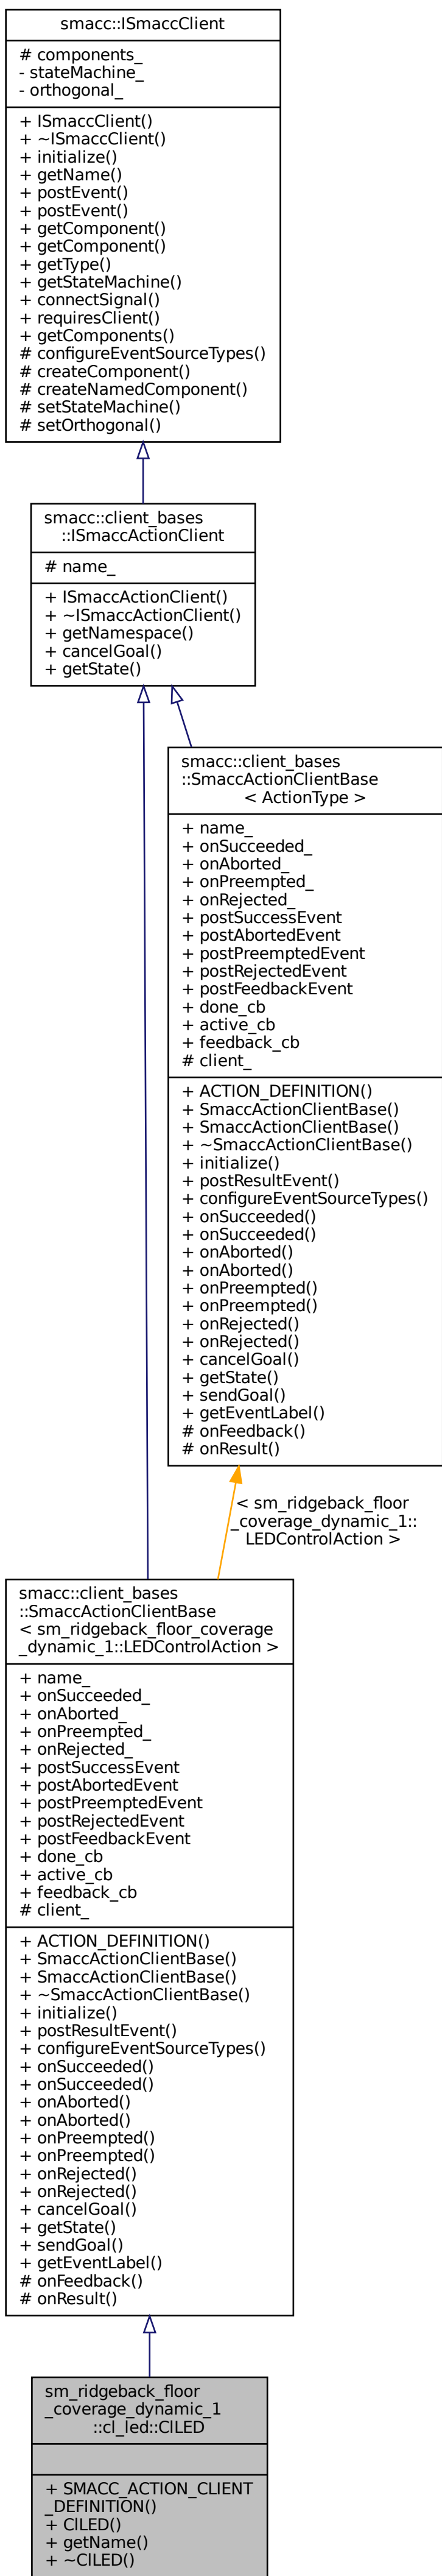 smacc::ISmaccClient
# components_
- stateMachine_
- orthogonal_
+ ISmaccClient()
+ ~ISmaccClient()
+ initialize()
+ getName()
+ postEvent()
+ postEvent()
+ getComponent()
+ getComponent()
+ getType()
+ getStateMachine()
+ connectSignal()
+ requiresClient()
+ getComponents()
# configureEventSourceTypes()
# createComponent()
# createNamedComponent()
# setStateMachine()
# setOrthogonal()
smacc::client_bases
::ISmaccActionClient
# name_
+ ISmaccActionClient()
+ ~ISmaccActionClient()
+ getNamespace()
+ cancelGoal()
+ getState()
smacc::client_bases
::SmaccActionClientBase
< ActionType >
+ name_
+ onSucceeded_
+ onAborted_
+ onPreempted_
+ onRejected_
+ postSuccessEvent
+ postAbortedEvent
+ postPreemptedEvent
+ postRejectedEvent
+ postFeedbackEvent
+ done_cb
+ active_cb
+ feedback_cb
# client_
+ ACTION_DEFINITION()
+ SmaccActionClientBase()
+ SmaccActionClientBase()
+ ~SmaccActionClientBase()
+ initialize()
+ postResultEvent()
+ configureEventSourceTypes()
+ onSucceeded()
+ onSucceeded()
+ onAborted()
+ onAborted()
+ onPreempted()
+ onPreempted()
+ onRejected()
+ onRejected()
+ cancelGoal()
+ getState()
+ sendGoal()
+ getEventLabel()
# onFeedback()
# onResult()
< sm_ridgeback_floor
_coverage_dynamic_1::
LEDControlAction >
smacc::client_bases
::SmaccActionClientBase
< sm_ridgeback_floor_coverage
_dynamic_1::LEDControlAction >
+ name_
+ onSucceeded_
+ onAborted_
+ onPreempted_
+ onRejected_
+ postSuccessEvent
+ postAbortedEvent
+ postPreemptedEvent
+ postRejectedEvent
+ postFeedbackEvent
+ done_cb
+ active_cb
+ feedback_cb
# client_
+ ACTION_DEFINITION()
+ SmaccActionClientBase()
+ SmaccActionClientBase()
+ ~SmaccActionClientBase()
+ initialize()
+ postResultEvent()
+ configureEventSourceTypes()
+ onSucceeded()
+ onSucceeded()
+ onAborted()
+ onAborted()
+ onPreempted()
+ onPreempted()
+ onRejected()
+ onRejected()
+ cancelGoal()
+ getState()
+ sendGoal()
+ getEventLabel()
# onFeedback()
# onResult()
sm_ridgeback_floor
_coverage_dynamic_1
::cl_led::ClLED
+ SMACC_ACTION_CLIENT
_DEFINITION()
+ ClLED()
+ getName()
+ ~ClLED()